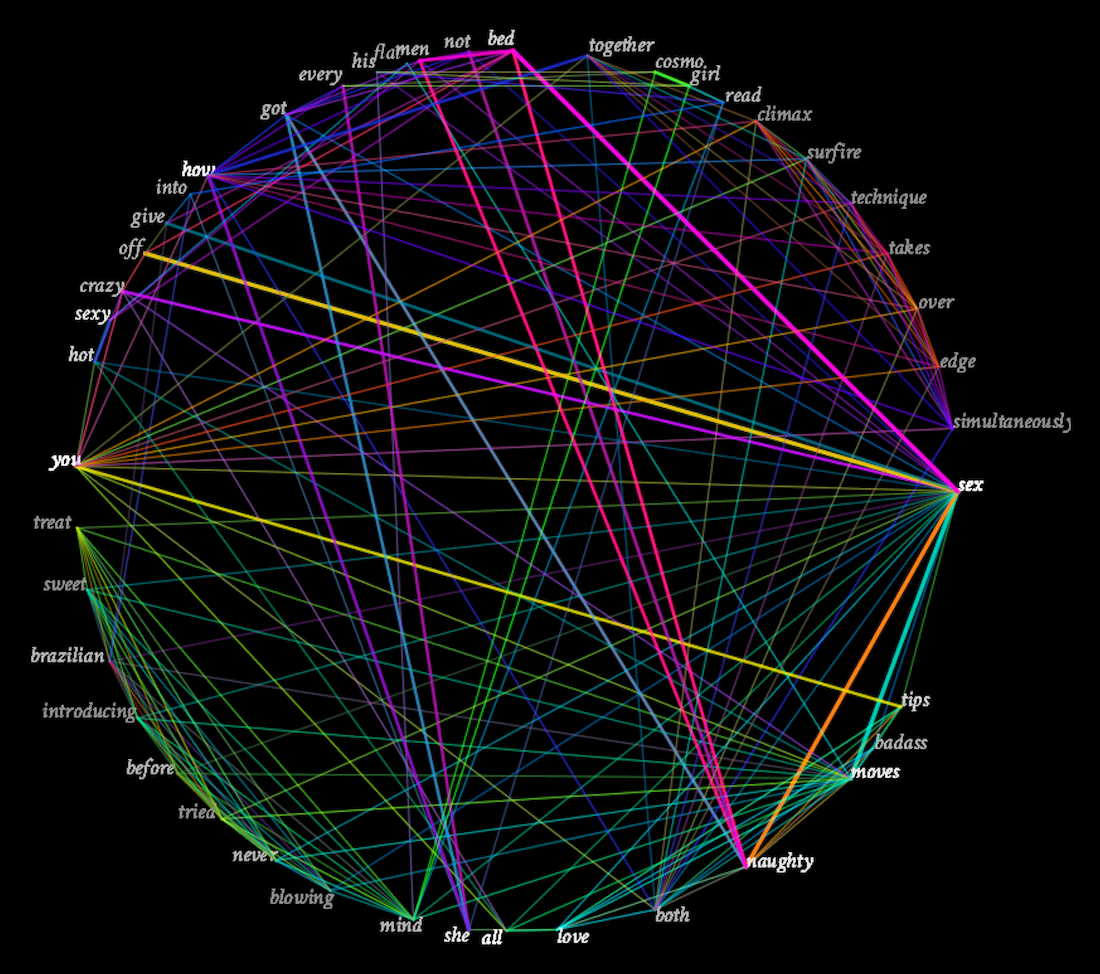 bed
together
not
men
flat
his
cosmo
girl
every
read
got
climax
surfire
how
into
technique
give
off
takes
crazy
over
sexy
hot
edge
simultaneously
you
sex
treat
sweet
brazilian
tips
introducing
badass
before
moves
tried
never
naughty
blowing
both
mind
she
all
love